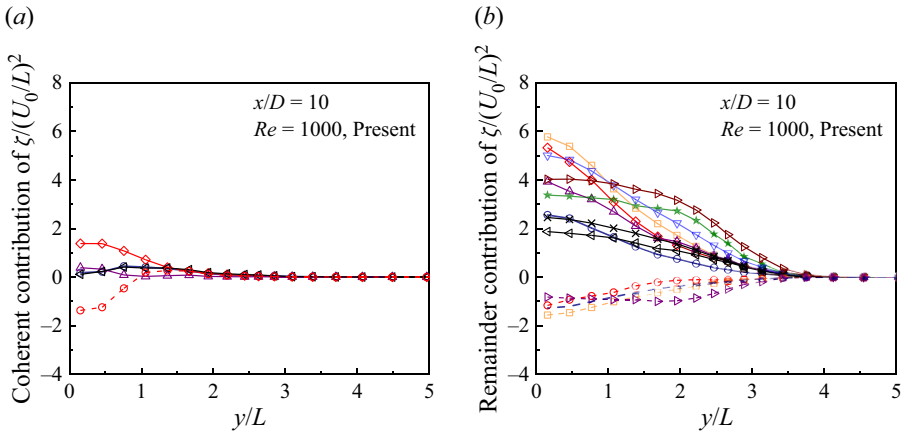 (a)
Coherent contribution of ζ/(U₀/L)²
8
6
4
2
0
–2
–4
x/D = 10
Re = 1000, Present
0
1
2
3
4
5
y/L
(b)
Remainder contribution of ζ/(U₀/L)²
8
6
4
2
0
–2
–4
x/D = 10
Re = 1000, Present
0
1
2
3
4
5
y/L